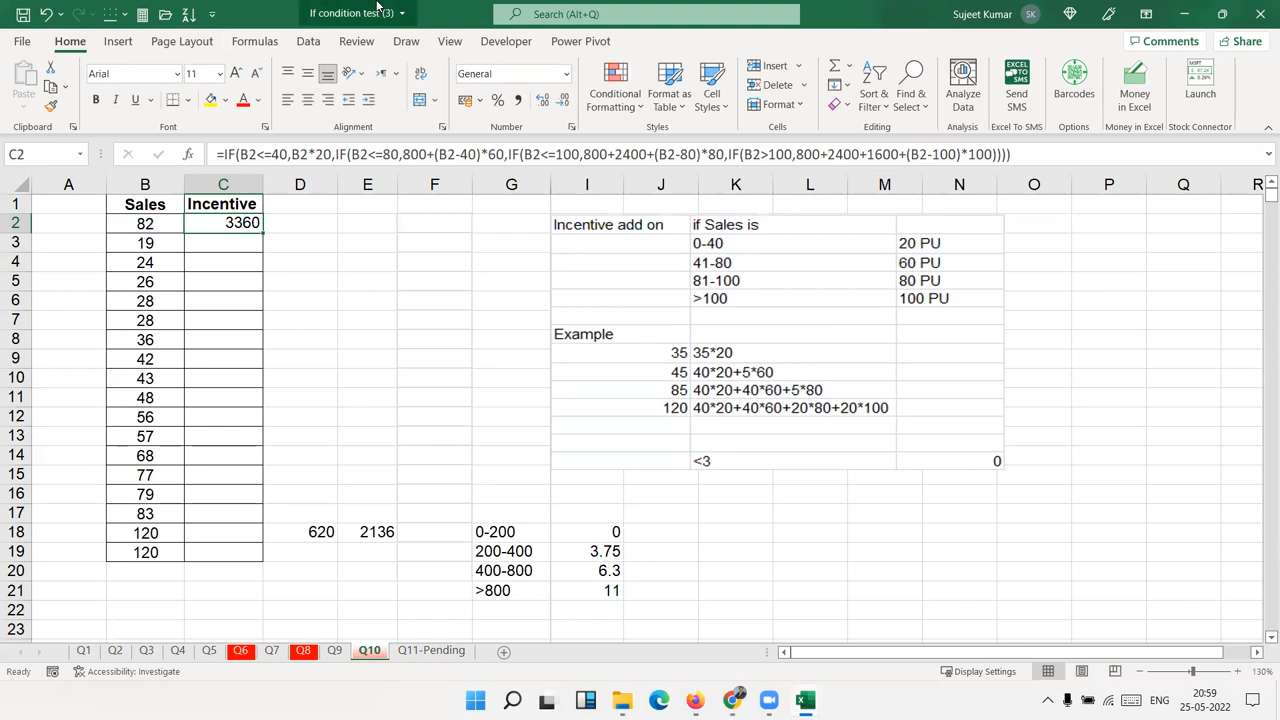 If condition test (3)
Search (Alt+Q)
Sujeet Kumar
SK
File
Home
Insert
Page Layout
Formulas
Data
Review
Draw
View
Developer
Power Pivot
Comments
Share
Paste
Clipboard
Arial
11
Font
Alignment
General
Number
Conditional Formatting
Format as Table
Cell Styles
Styles
Insert
Delete
Format
Cells
Sort & Filter
Find & Select
Editing
Analyze Data
Analysis
Send SMS
Excel To SMS
Barcodes
Options
Money in Excel
Money in Excel
Launch
Stock Connector
C2
=IF(B2<=40,B2*20,IF(B2<=80,800+(B2-40)*60,IF(B2<=100,800+2400+(B2-80)*80,IF(B2>100,800+2400+1600+(B2-100)*100))))
A B C D E F G I J K L M N O P Q R
1 Sales Incentive
2 82 3360 Incentive add on if Sales is
3 19 0-40 20 PU
4 24 41-80 60 PU
5 26 81-100 80 PU
6 28 >100 100 PU
7 28
8 36 Example
9 42 35 35*20
10 43 45 40*20+5*60
11 48 85 40*20+40*60+5*80
12 56 120 40*20+40*60+20*80+20*100
13 57
14 68 <3 0
15 77
16 79
17 83
18 120 620 2136 0-200 0
19 120 200-400 3.75
20 400-800 6.3
21 >800 11
22
23
Q1 Q2 Q3 Q4 Q5 Q6 Q7 Q8 Q9 Q10 Q11-Pending
Ready
Accessibility: Investigate
Display Settings
130%
ENG
20:59
25-05-2022